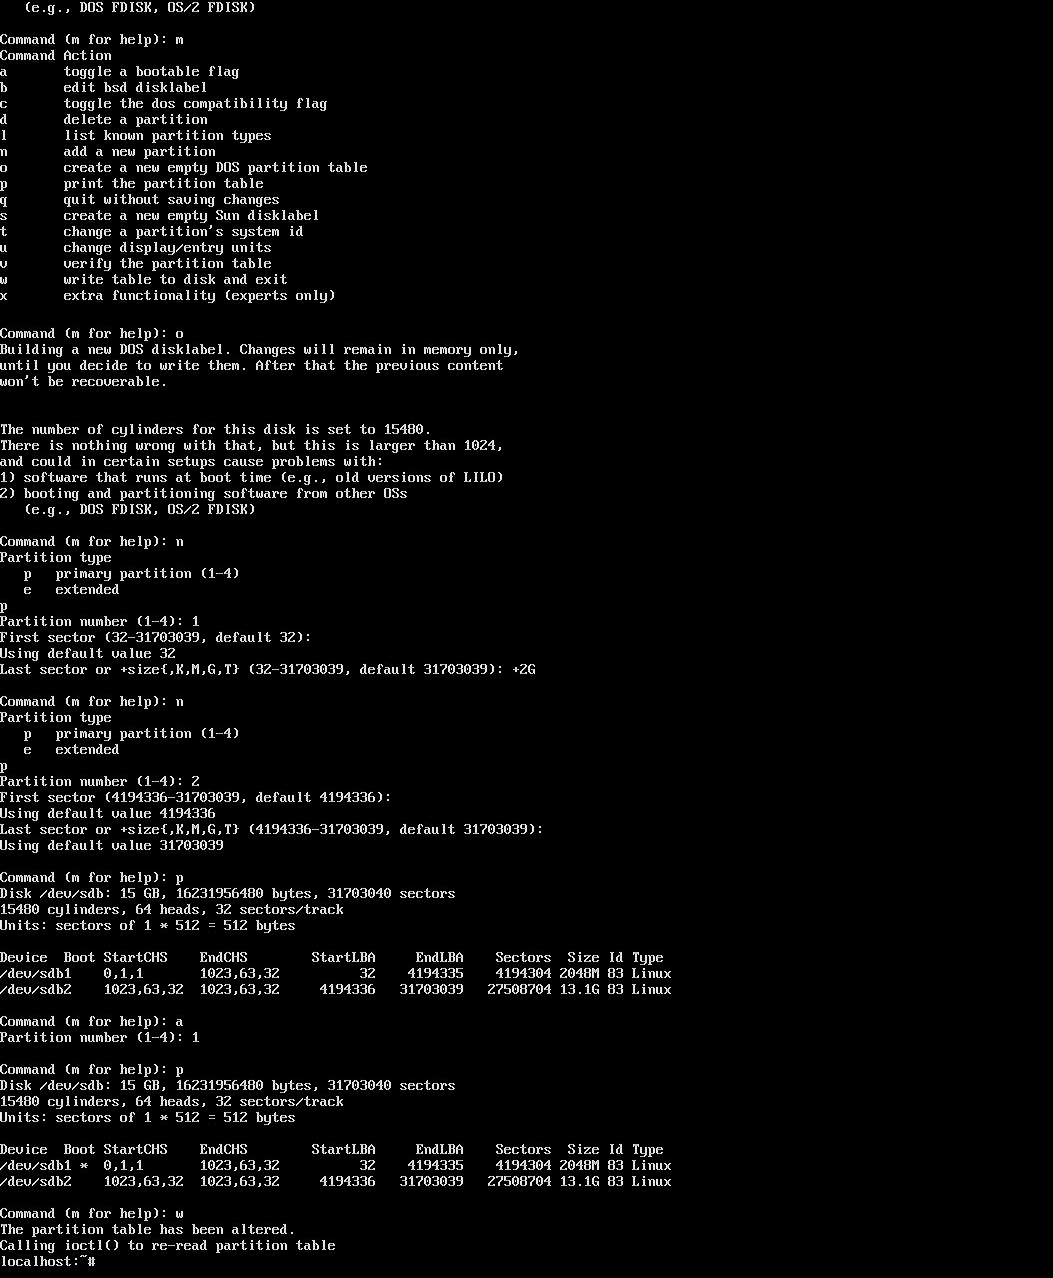 (e.g., DOS FDISK, OS/2 FDISK)

Command (m for help): m
Command Action
a       toggle a bootable flag
b       edit bsd disklabel
c       toggle the dos compatibility flag
d       delete a partition
l       list known partition types
n       add a new partition
o       create a new empty DOS partition table
p       print the partition table
q       quit without saving changes
s       create a new empty Sun disklabel
t       change a partition's system id
u       change display/entry units
v       verify the partition table
w       write table to disk and exit
x       extra functionality (experts only)

Command (m for help): o
Building a new DOS disklabel. Changes will remain in memory only,
until you decide to write them. After that the previous content
won't be recoverable.


The number of cylinders for this disk is set to 15480.
There is nothing wrong with that, but this is larger than 1024,
and could in certain setups cause problems with:
1) software that runs at boot time (e.g., old versions of LILO)
2) booting and partitioning software from other OSs
   (e.g., DOS FDISK, OS/2 FDISK)

Command (m for help): n
Partition type
   p   primary partition (1-4)
   e   extended
p
Partition number (1-4): 1
First sector (32-31703039, default 32):
Using default value 32
Last sector or +size{,K,M,G,T} (32-31703039, default 31703039): +2G

Command (m for help): n
Partition type
   p   primary partition (1-4)
   e   extended
p
Partition number (1-4): 2
First sector (4194336-31703039, default 4194336):
Using default value 4194336
Last sector or +size{,K,M,G,T} (4194336-31703039, default 31703039):
Using default value 31703039

Command (m for help): p
Disk /dev/sdb: 15 GB, 16231956480 bytes, 31703040 sectors
15480 cylinders, 64 heads, 32 sectors/track
Units: sectors of 1 * 512 = 512 bytes

Device  Boot StartCHS    EndCHS        StartLBA     EndLBA    Sectors  Size Id Type
/dev/sdb1    0,1,1       1023,63,32          32    4194335    4194304 2048M 83 Linux
/dev/sdb2    1023,63,32  1023,63,32     4194336   31703039   27508704 13.1G 83 Linux

Command (m for help): a
Partition number (1-4): 1

Command (m for help): p
Disk /dev/sdb: 15 GB, 16231956480 bytes, 31703040 sectors
15480 cylinders, 64 heads, 32 sectors/track
Units: sectors of 1 * 512 = 512 bytes

Device  Boot StartCHS    EndCHS        StartLBA     EndLBA    Sectors  Size Id Type
/dev/sdb1 *  0,1,1       1023,63,32          32    4194335    4194304 2048M 83 Linux
/dev/sdb2    1023,63,32  1023,63,32     4194336   31703039   27508704 13.1G 83 Linux

Command (m for help): w
The partition table has been altered.
Calling ioctl() to re-read partition table
localhost:~#